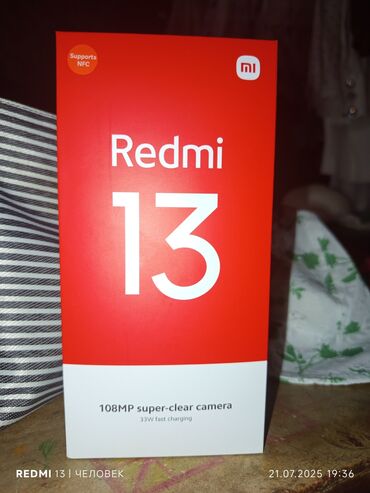 Supports
NFC
mi
Redmi
13
108MP super-clear camera
33W fast charging
REDMI 13 | ЧЕЛОВЕК
21.07.2025 19:36